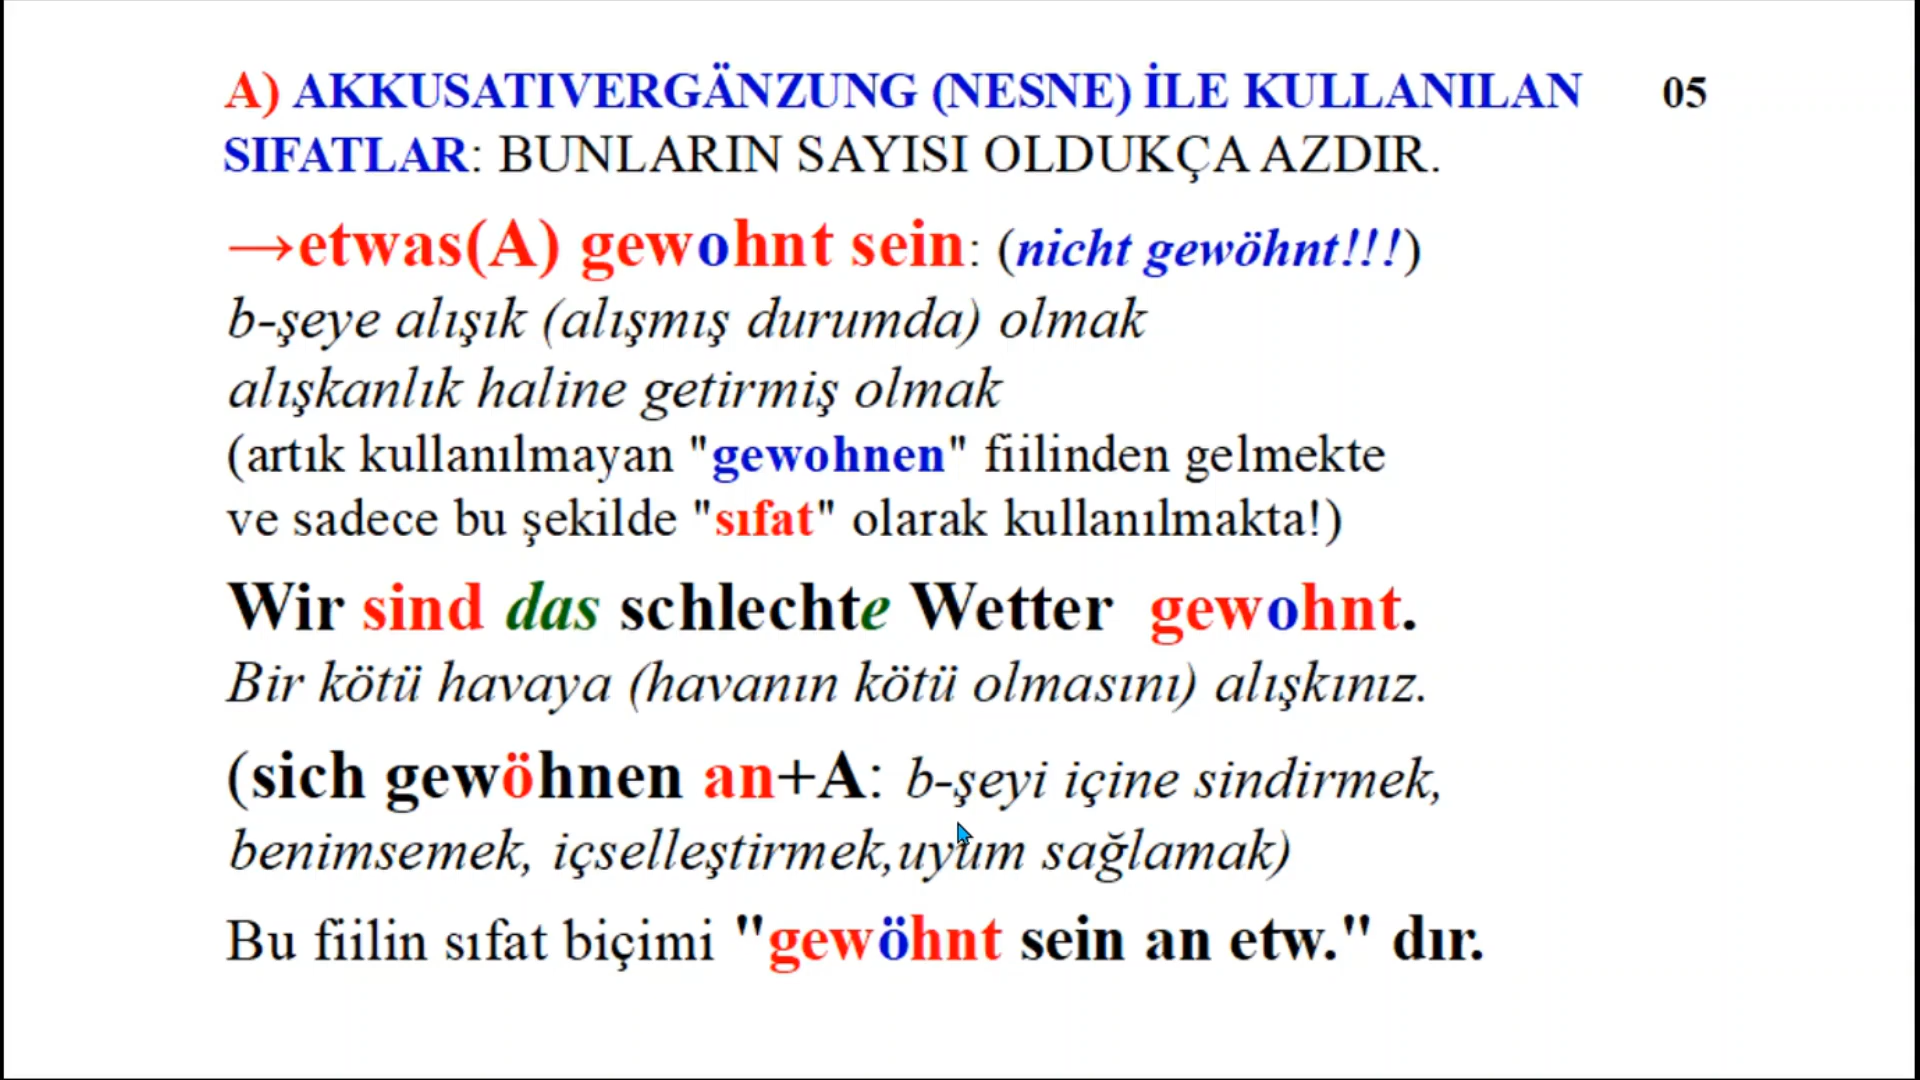 A) AKKUSATIVERGÄNZUNG (NESNE) İLE KULLANILAN 05
SIFATLAR: BUNLARIN SAYISI OLDUKÇA AZDIR.
→etwas(A) gewohnt sein: (nicht gewöhnt!!!)
b-şeye alışık (alışmış durumda) olmak
alışkanlık haline getirmiş olmak
(artık kullanılmayan "gewohnen" fiilinden gelmekte
ve sadece bu şekilde "sıfat" olarak kullanılmakta!)
Wir sind das schlechte Wetter gewohnt.
Bir kötü havaya (havanın kötü olmasını) alışkınız.
(sich gewöhnen an+A: b-şeyi içine sindirmek,
benimsemek, içselleştirmek,uyum sağlamak)
Bu fiilin sıfat biçimi "gewöhnt sein an etw." dır.